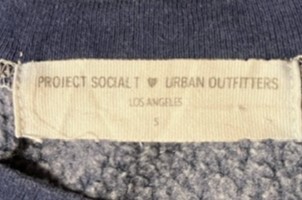 PROJECT SOCIAL T ♥ URBAN OUTFITTERS
LOS ANGELES
S